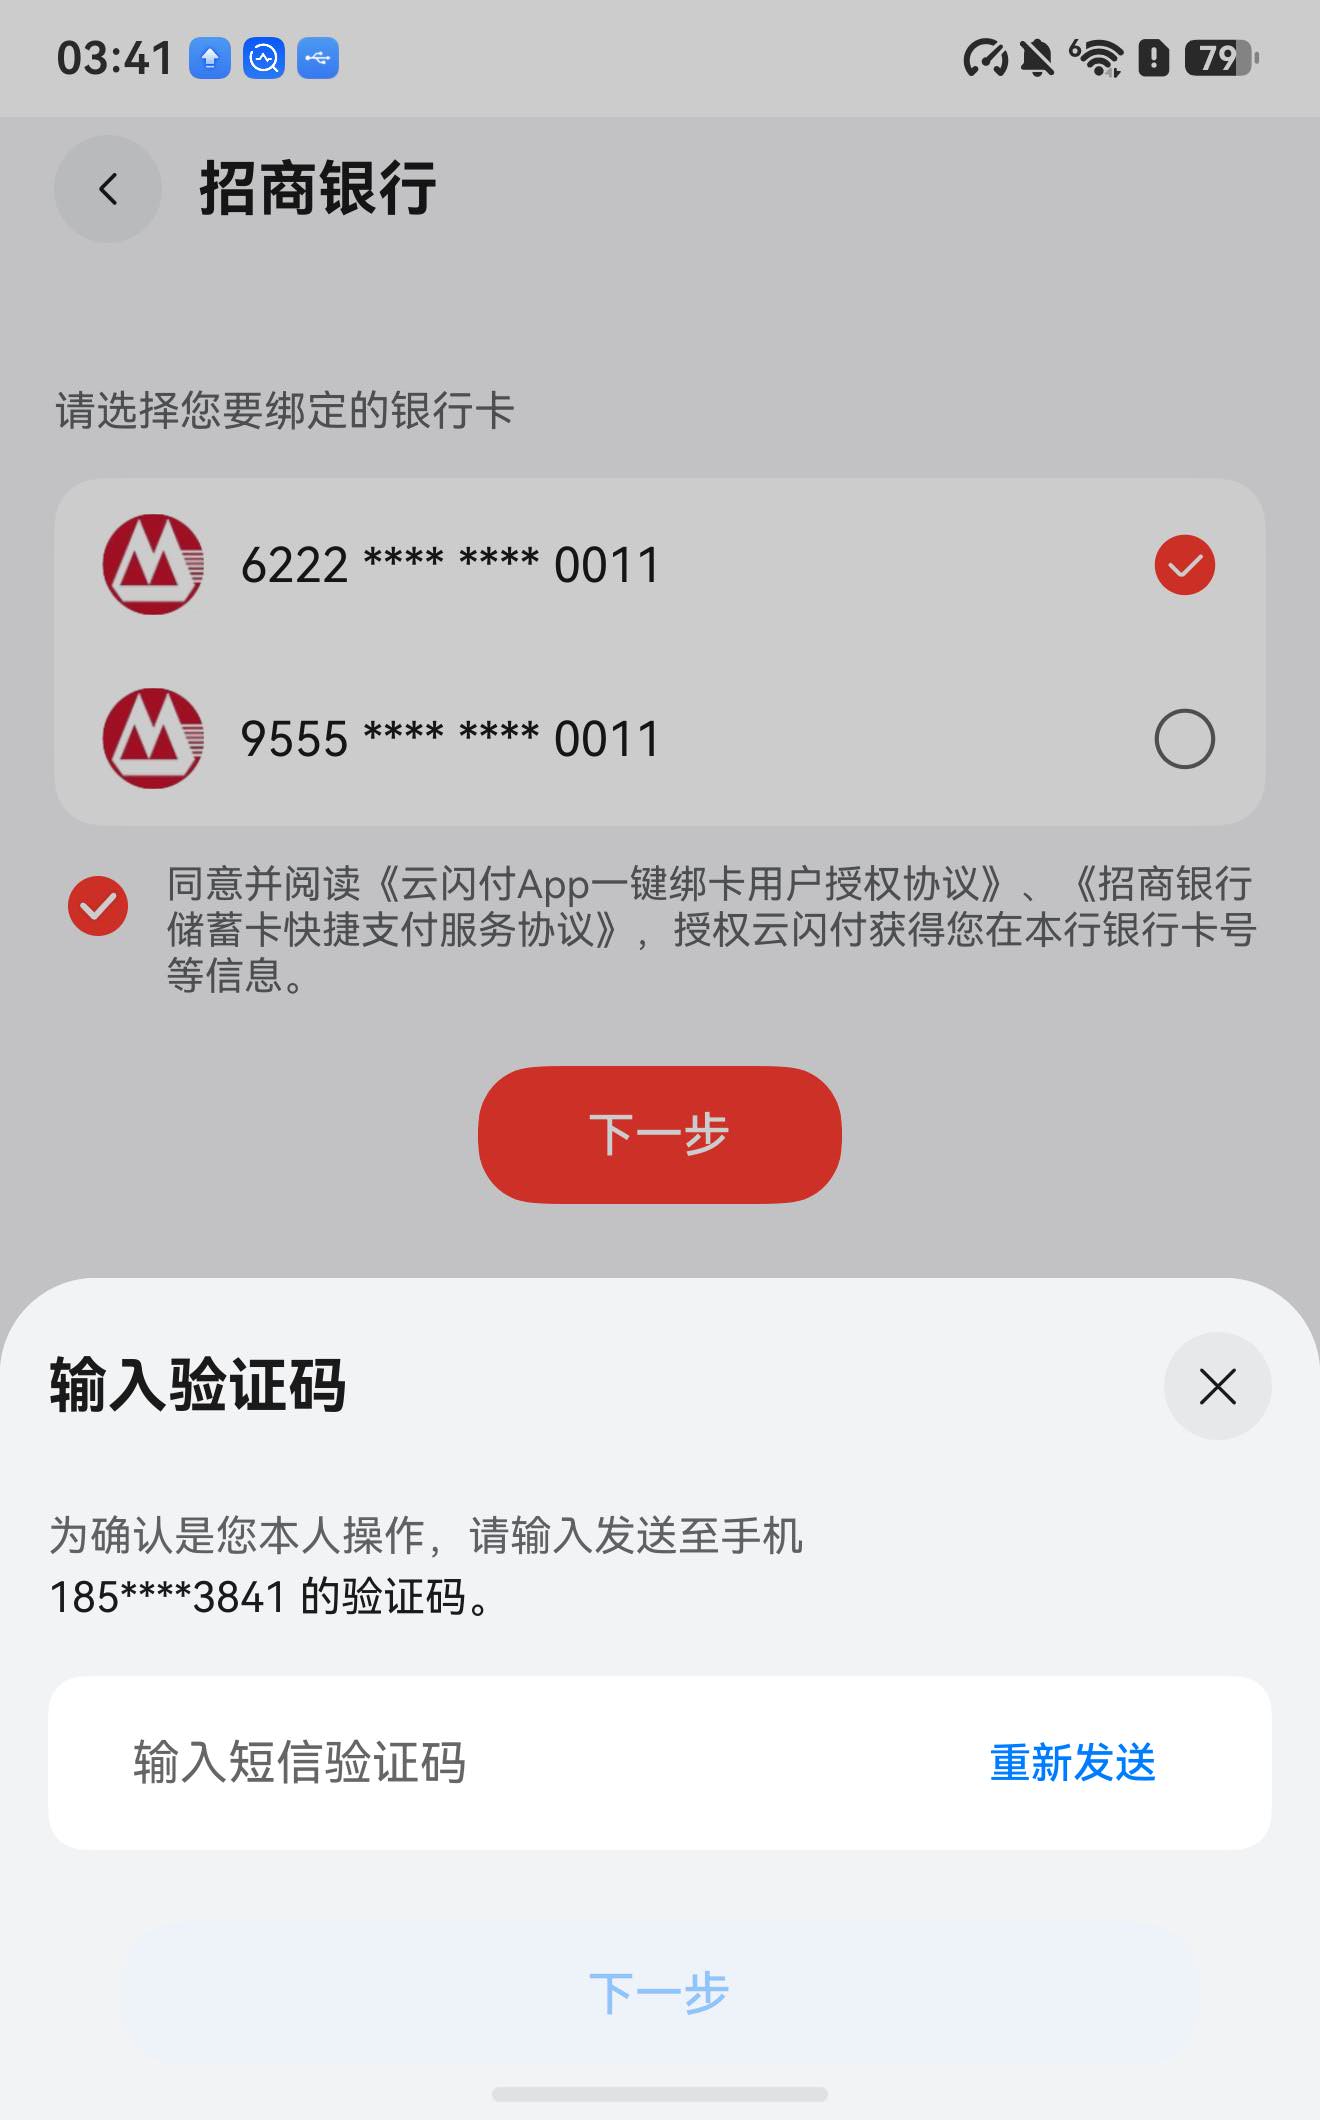 03:41
79
招商银行
请选择您要绑定的银行卡
6222 **** **** 0011
9555 **** **** 0011
同意并阅读《云闪付App一键绑卡用户授权协议》、《招商银行
储蓄卡快捷支付服务协议》，授权云闪付获得您在本行银行卡号
等信息。
下一步
输入验证码
为确认是您本人操作，请输入发送至手机
185****3841 的验证码。
输入短信验证码 重新发送
下一步